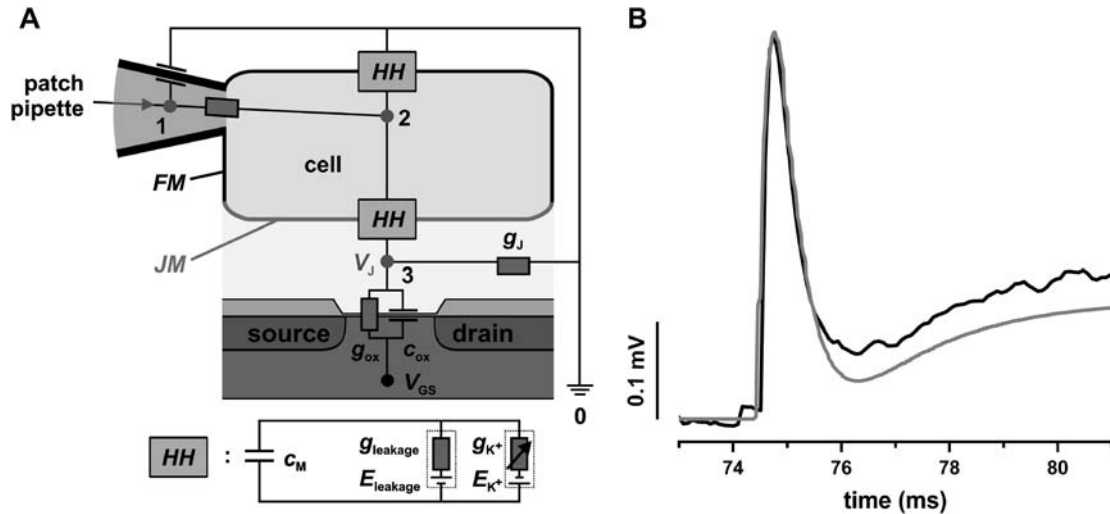 A
patch
pipette
1
HH
2
cell
FM
HH
JM
V_J
3
g_J
source
drain
g_ox
c_ox
V_GS
0
HH
:
c_M
g_leakage
E_leakage
g_K+
E_K+
B
0.1 mV
74
76
78
80
time (ms)